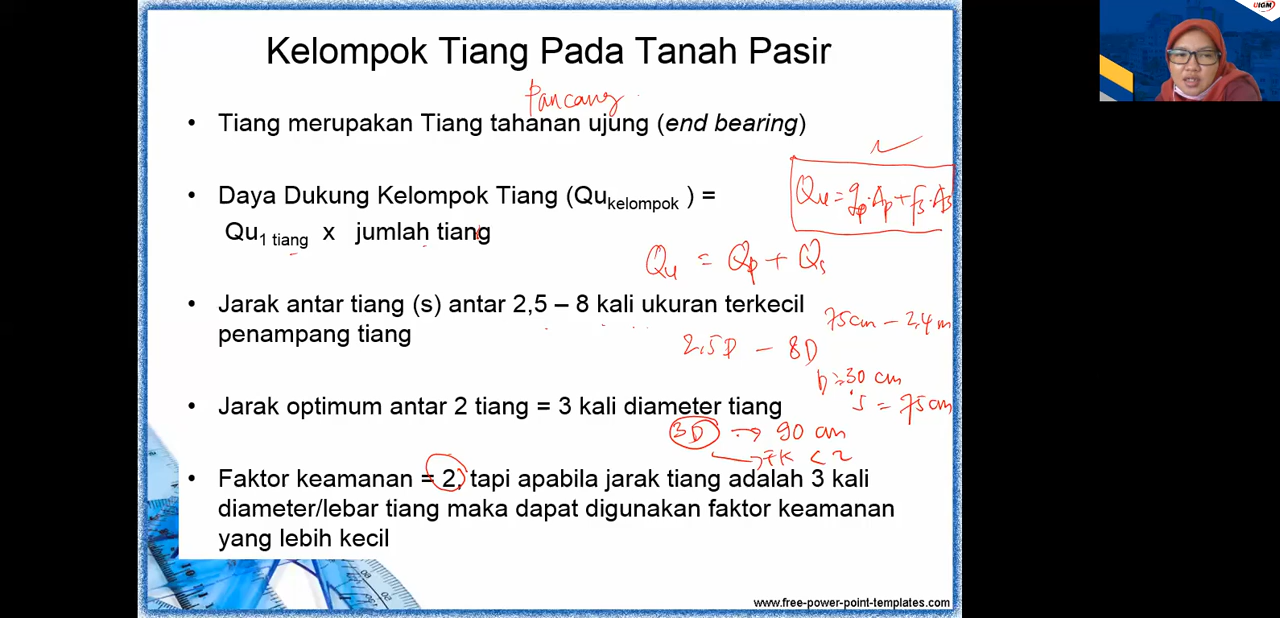 UIGM
Kelompok Tiang Pada Tanah Pasir
Pancang
• Tiang merupakan Tiang tahanan ujung (end bearing)
• Daya Dukung Kelompok Tiang (Qukelompok ) =
Qu1 tiang x jumlah tiang
Qu = qp.Ap + fs.As
Qu = Qp + Qs
• Jarak antar tiang (s) antar 2,5 – 8 kali ukuran terkecil
penampang tiang
75cm – 2,4 m
2.5D – 8D
30 cm
s = 75cm
• Jarak optimum antar 2 tiang = 3 kali diameter tiang
3D → 90 cm
→ FK < 2
• Faktor keamanan = 2, tapi apabila jarak tiang adalah 3 kali
diameter/lebar tiang maka dapat digunakan faktor keamanan
yang lebih kecil
www.free-power-point-templates.com